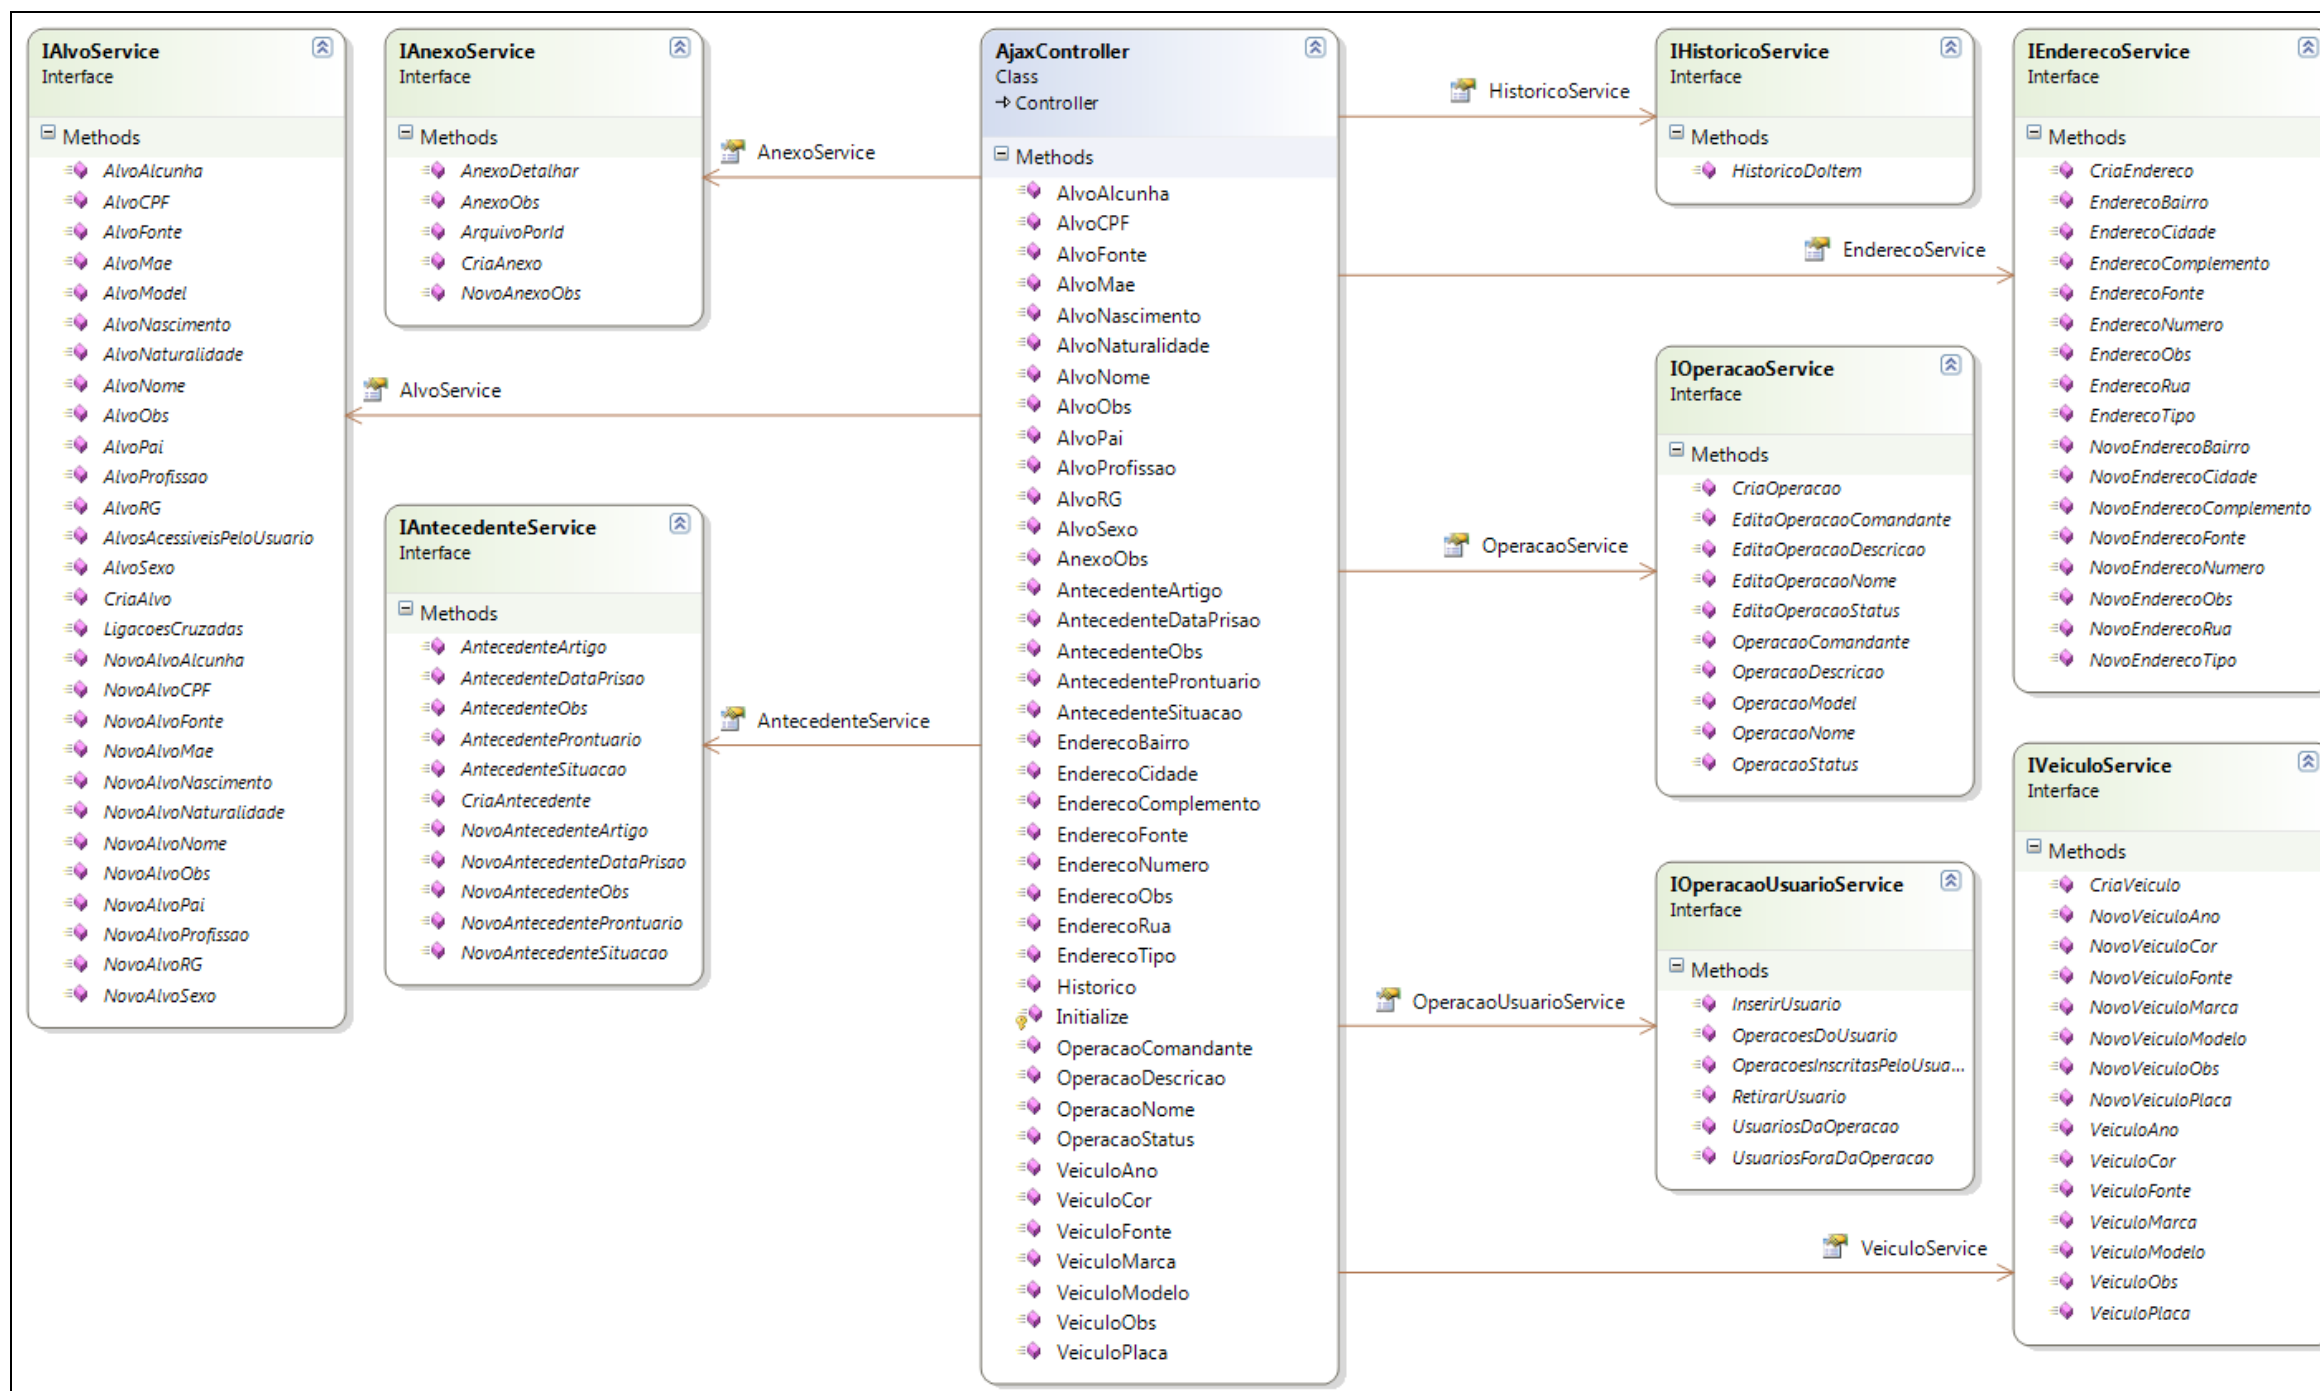 IAlvoService
Interface
Methods
AlvoAlcunha
AlvoCPF
AlvoFonte
AlvoMae
AlvoModel
AlvoNascimento
AlvoNaturalidade
AlvoNome
AlvoObs
AlvoPai
AlvoProfissao
AlvoRG
AlvosAcessiveisPeloUsuario
AlvoSexo
CriaAlvo
LigacoesCruzadas
NovoAlvoAlcunha
NovoAlvoCPF
NovoAlvoFonte
NovoAlvoMae
NovoAlvoNascimento
NovoAlvoNaturalidade
NovoAlvoNome
NovoAlvoObs
NovoAlvoPai
NovoAlvoProfissao
NovoAlvoRG
NovoAlvoSexo
IAnexoService
Interface
Methods
AnexoDetalhar
AnexoObs
ArquivoPorId
CriaAnexo
NovoAnexoObs
AlvoService
IAntecedenteService
Interface
Methods
AntecedenteArtigo
AntecedenteDataPrisao
AntecedenteObs
AntecedenteProntuario
AntecedenteSituacao
CriaAntecedente
NovoAntecedenteArtigo
NovoAntecedenteDataPrisao
NovoAntecedenteObs
NovoAntecedenteProntuario
NovoAntecedenteSituacao
AnexoService
AntecedenteService
AjaxController
Class
Controller
Methods
AlvoAlcunha
AlvoCPF
AlvoFonte
AlvoMae
AlvoNascimento
AlvoNaturalidade
AlvoNome
AlvoObs
AlvoPai
AlvoProfissao
AlvoRG
AlvoSexo
AnexoObs
AntecedenteArtigo
AntecedenteDataPrisao
AntecedenteObs
AntecedenteProntuario
AntecedenteSituacao
EnderecoBairro
EnderecoCidade
EnderecoComplemento
EnderecoFonte
EnderecoNumero
EnderecoObs
EnderecoRua
EnderecoTipo
Historico
Initialize
OperacaoComandante
OperacaoDescricao
OperacaoNome
OperacaoStatus
VeiculoAno
VeiculoCor
VeiculoFonte
VeiculoMarca
VeiculoModelo
VeiculoObs
VeiculoPlaca
HistoricoService
EnderecoService
OperacaoService
OperacaoUsuarioService
VeiculoService
IHistoricoService
Interface
Methods
HistoricoDoItem
IOperacaoService
Interface
Methods
CriaOperacao
EditaOperacaoComandante
EditaOperacaoDescricao
EditaOperacaoNome
EditaOperacaoStatus
OperacaoComandante
OperacaoDescricao
OperacaoModel
OperacaoNome
OperacaoStatus
IOperacaoUsuarioService
Interface
Methods
InserirUsuario
OperacoesDoUsuario
OperacoesInscritasPeloUsua...
RetirarUsuario
UsuariosDaOperacao
UsuariosForaDaOperacao
IEnderecoService
Interface
Methods
CriaEndereco
EnderecoBairro
EnderecoCidade
EnderecoComplemento
EnderecoFonte
EnderecoNumero
EnderecoObs
EnderecoRua
EnderecoTipo
NovoEnderecoBairro
NovoEnderecoCidade
NovoEnderecoComplemento
NovoEnderecoFonte
NovoEnderecoNumero
NovoEnderecoObs
NovoEnderecoRua
NovoEnderecoTipo
IVeiculoService
Interface
Methods
CriaVeiculo
NovoVeiculoAno
NovoVeiculoCor
NovoVeiculoFonte
NovoVeiculoMarca
NovoVeiculoModelo
NovoVeiculoObs
NovoVeiculoPlaca
VeiculoAno
VeiculoCor
VeiculoFonte
VeiculoMarca
VeiculoModelo
VeiculoObs
VeiculoPlaca